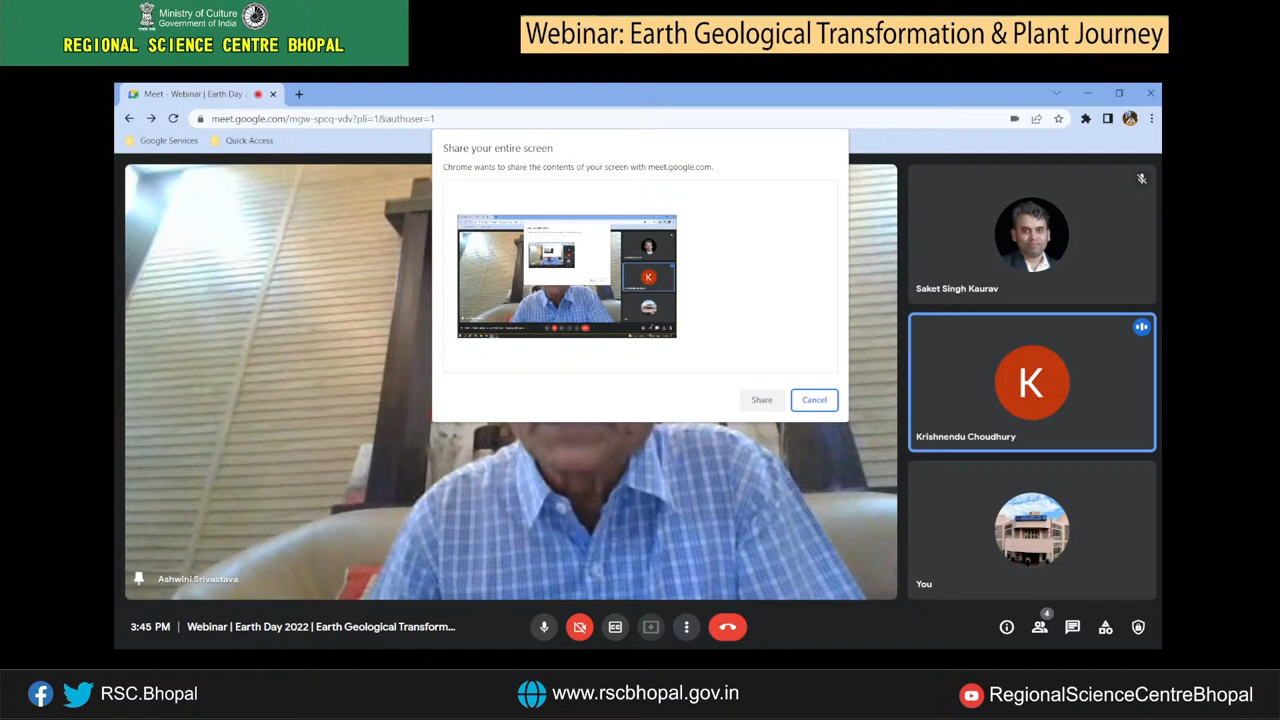 Ministry of Culture
Government of India
REGIONAL SCIENCE CENTRE BHOPAL
Webinar: Earth Geological Transformation & Plant Journey
Meet - Webinar | Earth Day
meet.google.com/mgw-spcq-vdv?pli=1&authuser=1
Google Services
Quick Access
Share your entire screen
Chrome wants to share the contents of your screen with meet.google.com.
K
Share
Cancel
Saket Singh Kaurav
K
Krishnendu Choudhury
You
Ashwini Srivastava
3:45 PM | Webinar | Earth Day 2022 | Earth Geological Transform...
4
RSC.Bhopal
www.rscbhopal.gov.in
RegionalScienceCentreBhopal